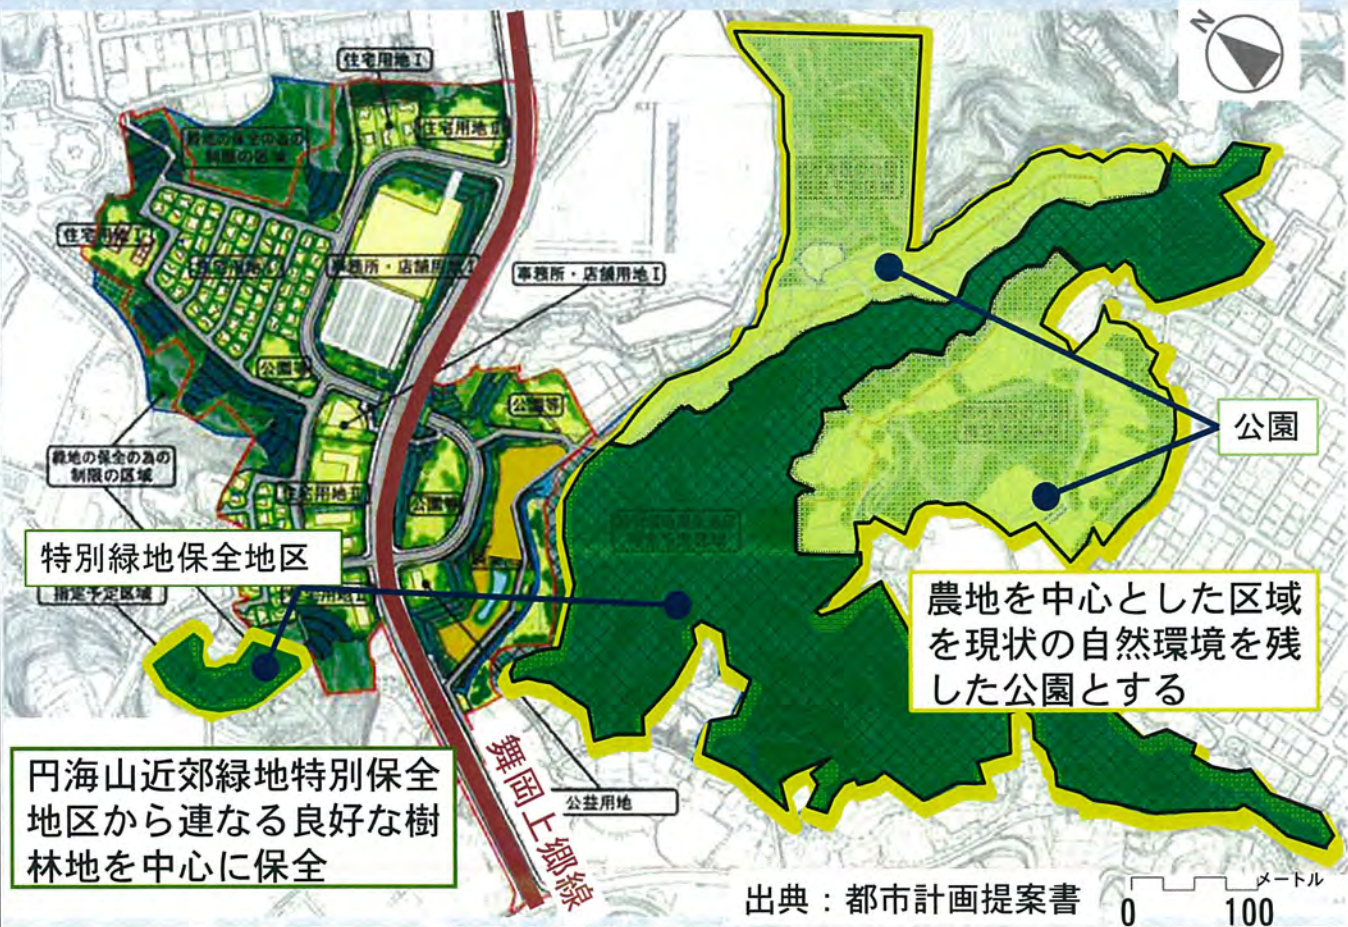 N
住宅用地Ⅰ
住宅用地Ⅱ
緑地の保全の為の
制限の区域
住宅用地Ⅰ
事務所・店舗用地Ⅰ
事務所・店舗用地Ⅰ
公園等
公園等
公園
緑地の保全の為の
制限の区域
住宅用地Ⅱ
公園等
特別緑地保全地区
指定予定区域
農地を中心とした区域
を現状の自然環境を残
した公園とする
円海山近郊緑地特別保全
地区から連なる良好な樹
林地を中心に保全
舞岡上郷線
公益用地
出典：都市計画提案書
メートル
0 100